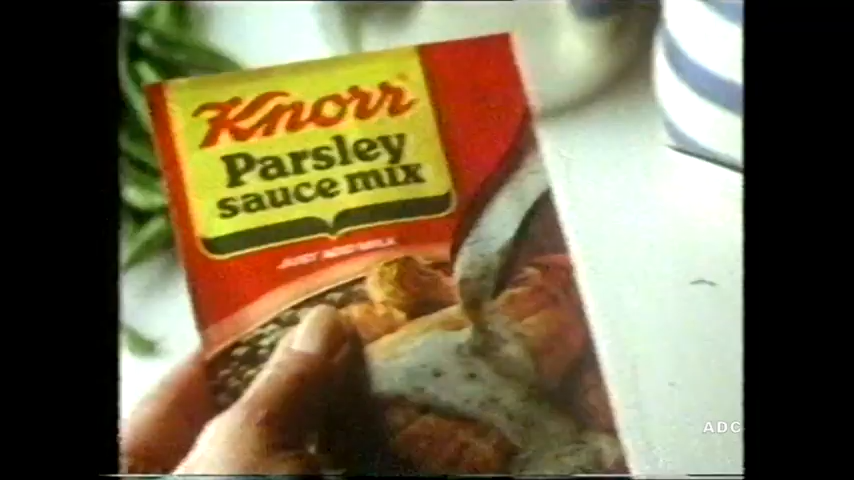 Knorr
Parsley
sauce mix
JUST ADD MILK
ADC